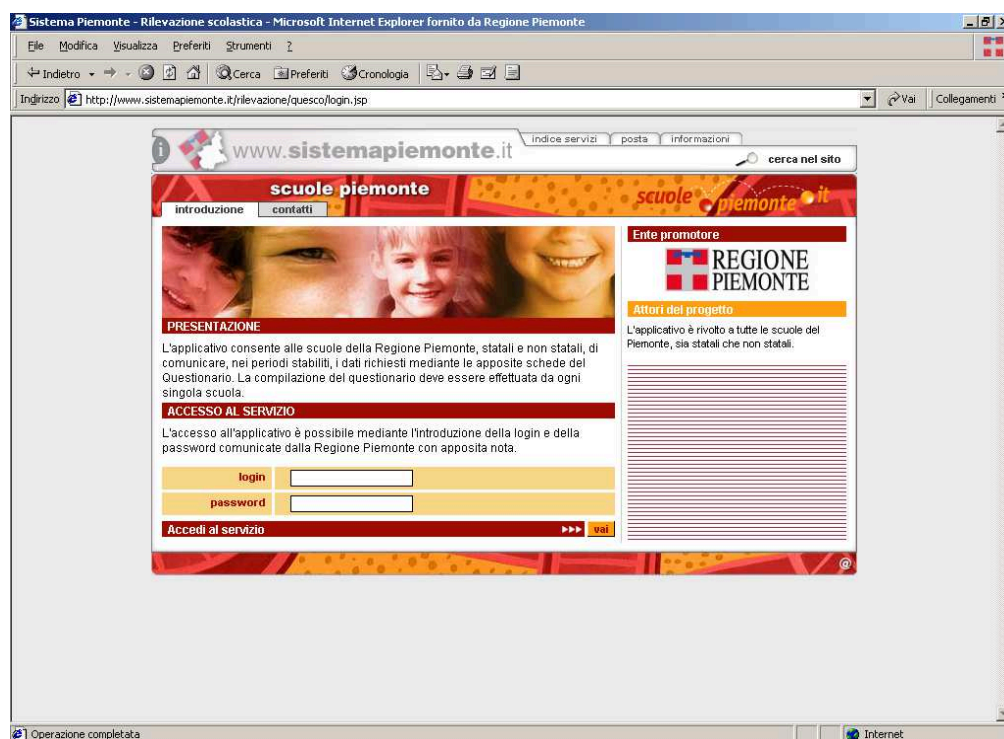 Sistema Piemonte - Rilevazione scolastica - Microsoft Internet Explorer fornito da Regione Piemonte
File Modifica Visualizza Preferiti Strumenti ?
Indietro Cerca Preferiti Cronologia
Indirizzo http://www.sistemapiemonte.it/rilevazione/quesco/login.jsp Vai Collegamenti
indice servizi posta informazioni
www.sistemapiemonte.it
cerca nel sito
scuole piemonte
scuole piemonte it
introduzione contatti
Ente promotore
REGIONE
PIEMONTE
Attori del progetto
L'applicativo è rivolto a tutte le scuole del
Piemonte, sia statali che non statali.
PRESENTAZIONE
L'applicativo consente alle scuole della Regione Piemonte, statali e non statali, di
comunicare, nei periodi stabiliti, i dati richiesti mediante le apposite schede del
Questionario. La compilazione del questionario deve essere effettuata da ogni
singola scuola.
ACCESSO AL SERVIZIO
L'accesso all'applicativo è possibile mediante l'introduzione della login e della
password comunicate dalla Regione Piemonte con apposita nota.
login
password
Accedi al servizio vai
@
Operazione completata Internet